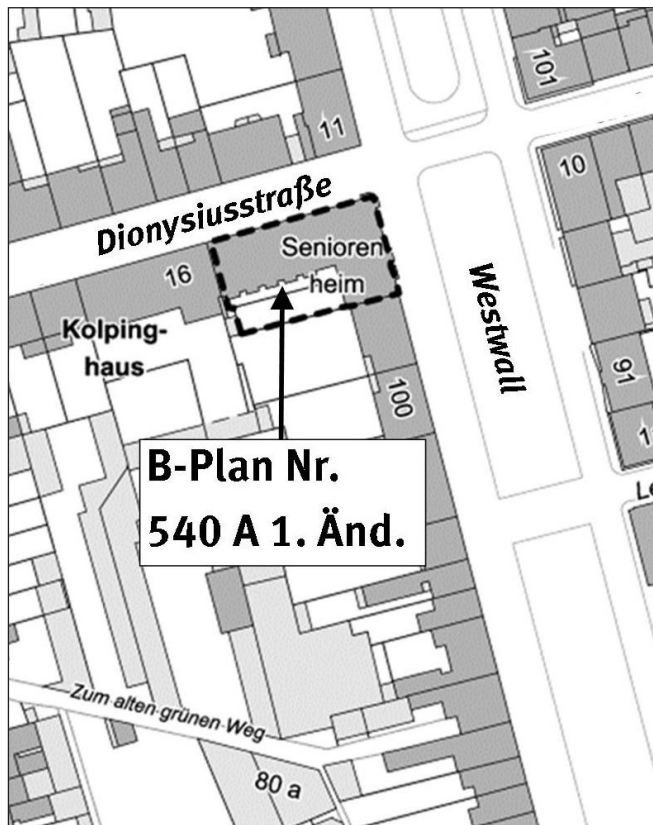 101
11
10
Dionysiusstraße
Senioren
heim
16
Westwall
Kolping-
haus
91
100
B-Plan Nr.
540 A 1. Änd.
Zum alten grünen Weg
80 a